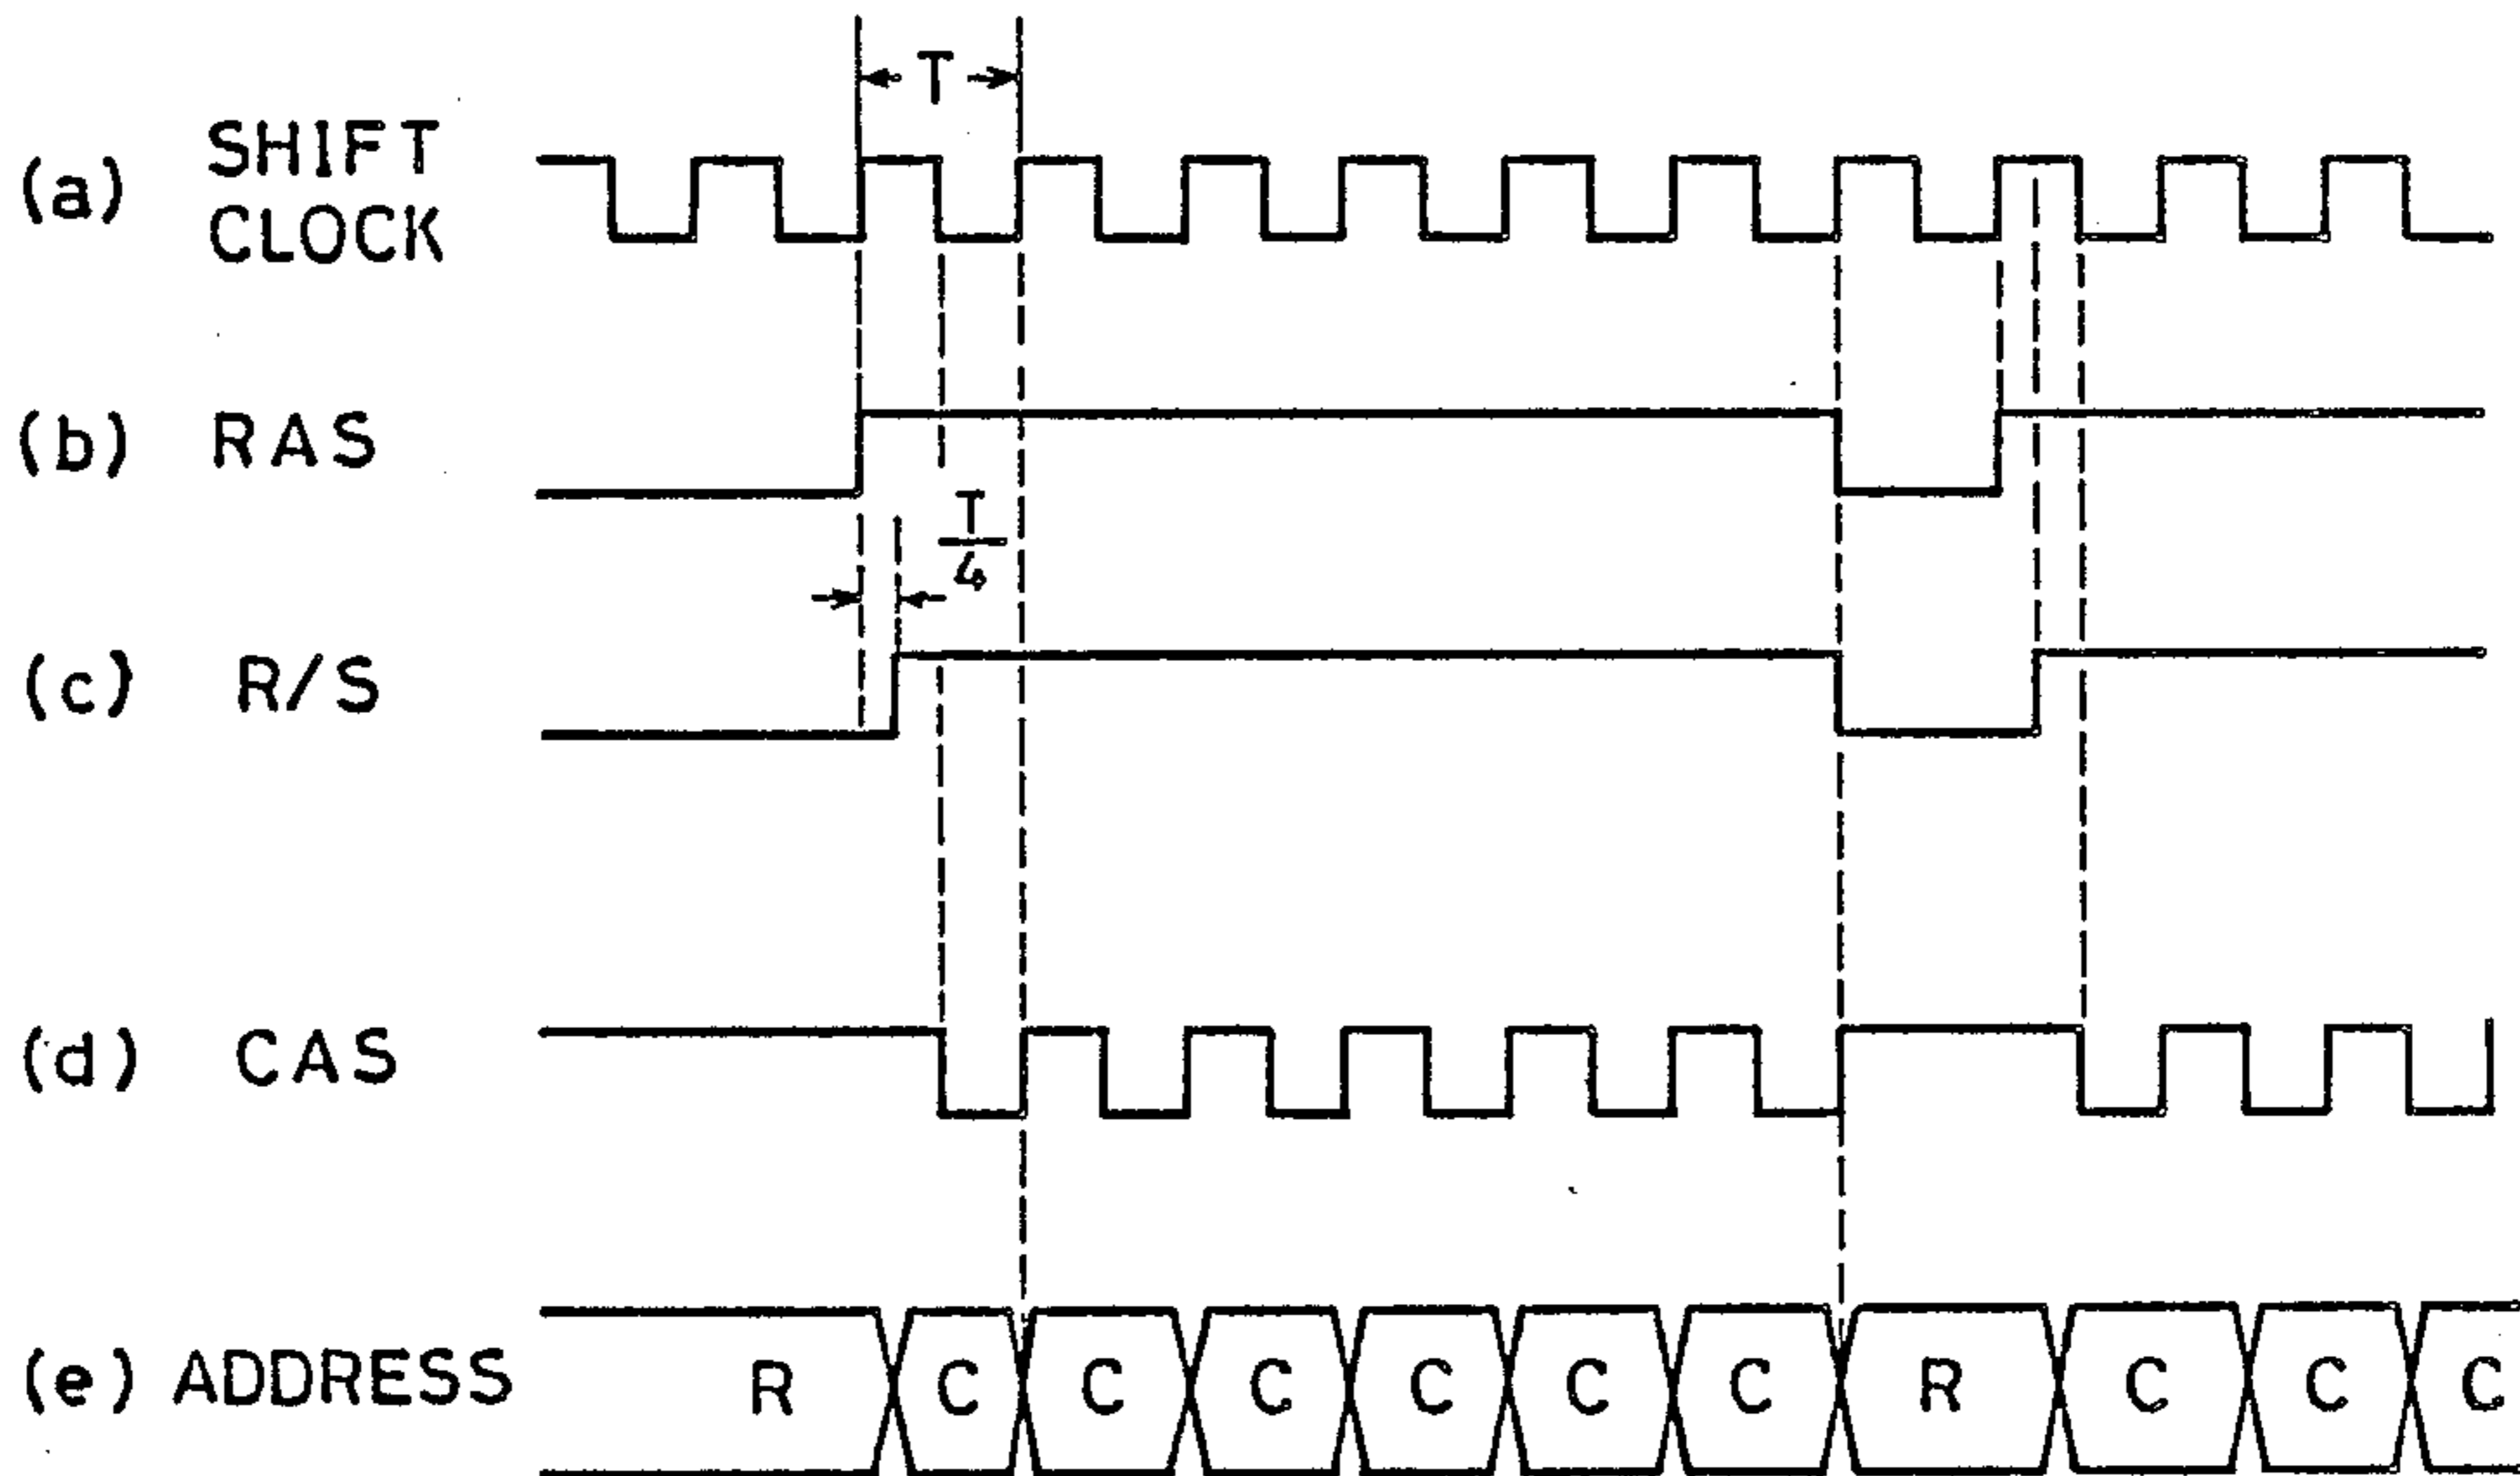 T
(a) SHIFT
CLOCK
(b) RAS
T
4
(c) R/S
(d) CAS
(e) ADDRESS R C C C C C C R C C C